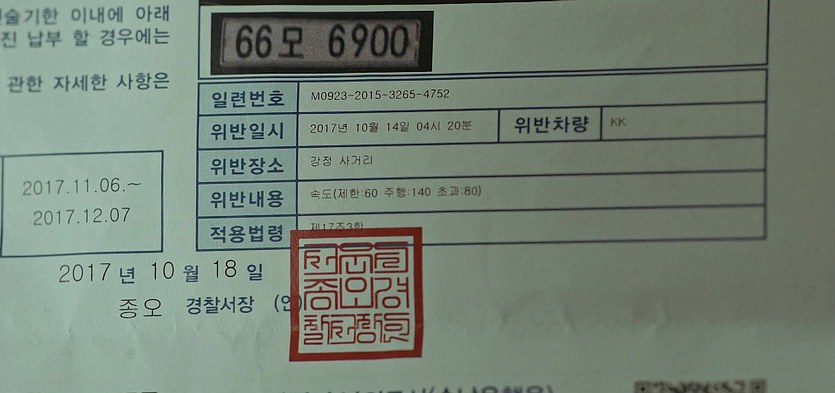 술기한 이내에 아래
진 납부 할 경우에는
관한 자세한 사항은
66모 6900
일련번호 M0923-2015-3265-4752
위반일시 2017년 10월 14일 04시 20분 위반차량 KK
위반장소 강정 사거리
위반내용 속도(제한:60 주행:140 초과:80)
적용법령 제17조3항
2017.11.06.~
2017.12.07
2017 년 10 월 18 일
종오 경찰서장 (인)